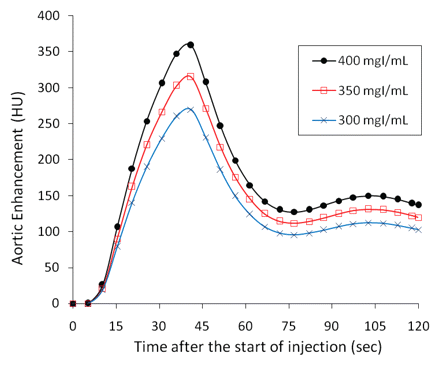 400
350
300
250
200
150
100
50
0
Aortic Enhancement (HU)
400 mgI/mL
350 mgI/mL
300 mgI/mL
0 15 30 45 60 75 90 105 120
Time after the start of injection (sec)